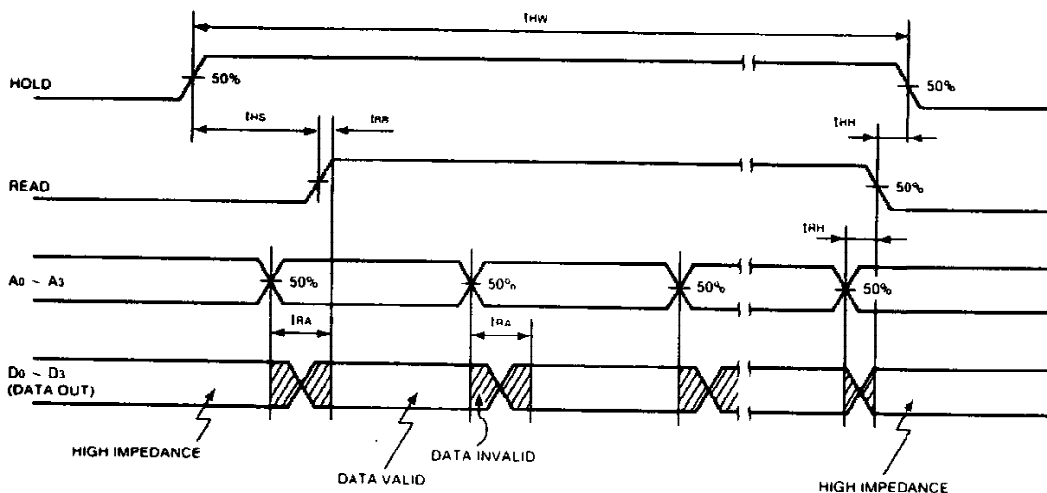 tHW
HOLD
50%
50%
tHS
tRR
tHH
READ
50%
tRH
A0 ~ A3
50%
50%
50%
50%
tRA
tRA
D0 ~ D3
(DATA OUT)
HIGH IMPEDANCE
DATA VALID
DATA INVALID
HIGH IMPEDANCE